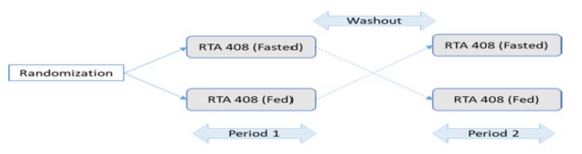 Washout
RTA 408 (Fasted)
RTA 408 (Fasted)
Randomization
RTA 408 (Fed)
RTA 408 (Fed)
Period 1
Period 2